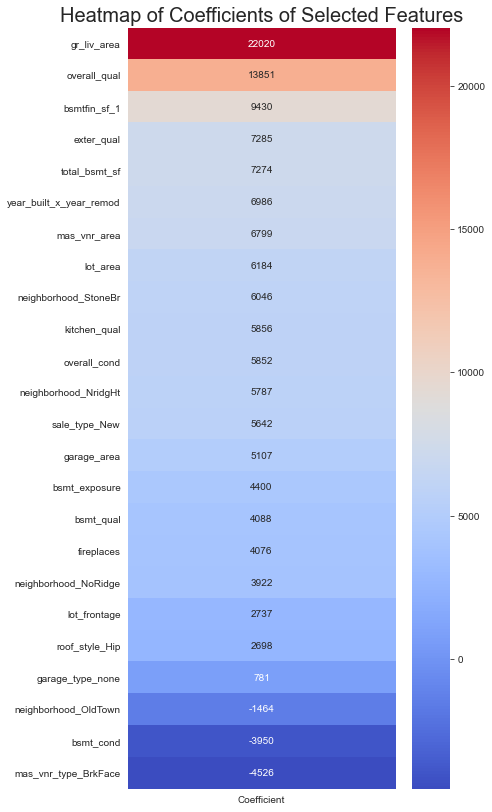 Heatmap of Coefficients of Selected Features
gr_liv_area 22020
overall_qual 13851
bsmtfin_sf_1 9430
exter_qual 7285
total_bsmt_sf 7274
year_built_x_year_remod 6986
mas_vnr_area 6799
lot_area 6184
neighborhood_StoneBr 6046
kitchen_qual 5856
overall_cond 5852
neighborhood_NridgHt 5787
sale_type_New 5642
garage_area 5107
bsmt_exposure 4400
bsmt_qual 4088
fireplaces 4076
neighborhood_NoRidge 3922
lot_frontage 2737
roof_style_Hip 2698
garage_type_none 781
neighborhood_OldTown -1464
bsmt_cond -3950
mas_vnr_type_BrkFace -4526
Coefficient
20000
15000
10000
5000
0